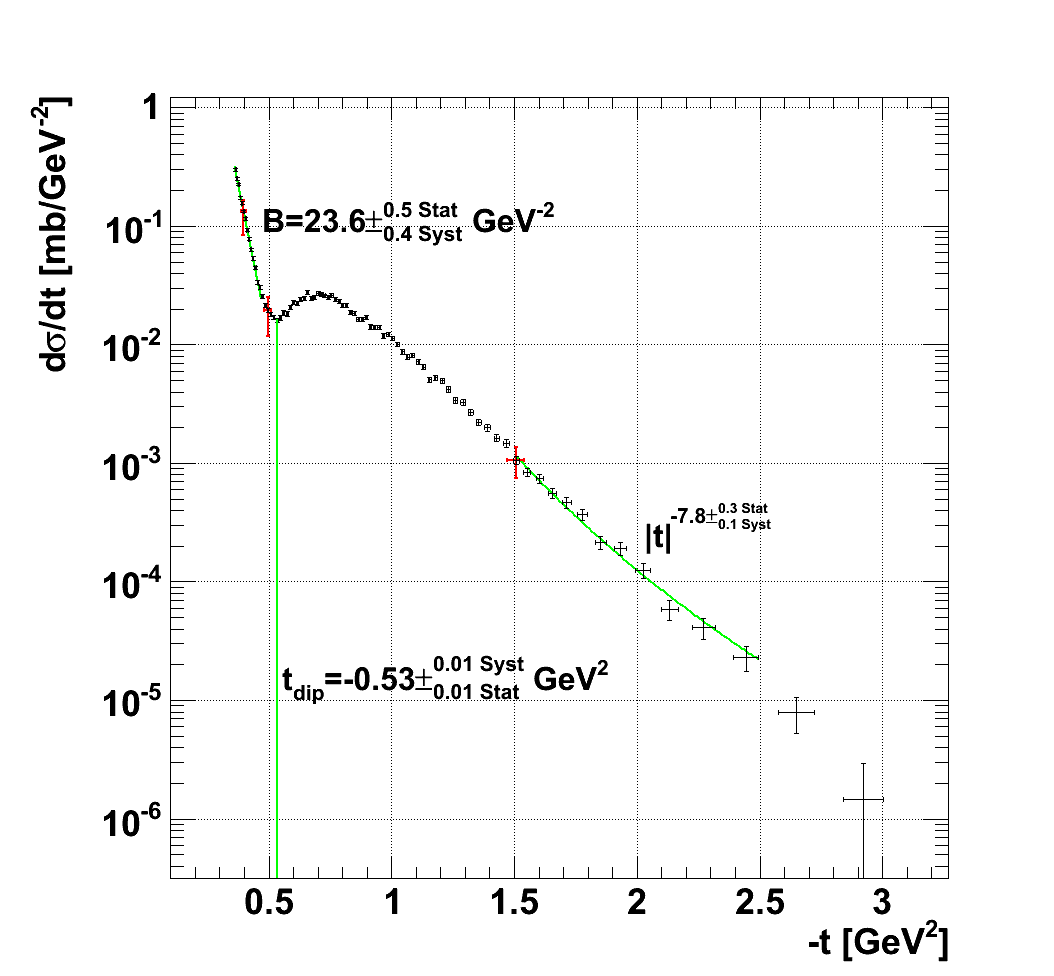 dσ/dt [mb/GeV⁻²]
1
10⁻¹
10⁻²
10⁻³
10⁻⁴
10⁻⁵
10⁻⁶
B=23.6± 0.5 Stat 0.4 Syst GeV⁻²
|t|^-7.8± 0.3 Stat 0.1 Syst
t_dip=-0.53± 0.01 Syst 0.01 Stat GeV²
0.5 1 1.5 2 2.5 3
-t [GeV²]